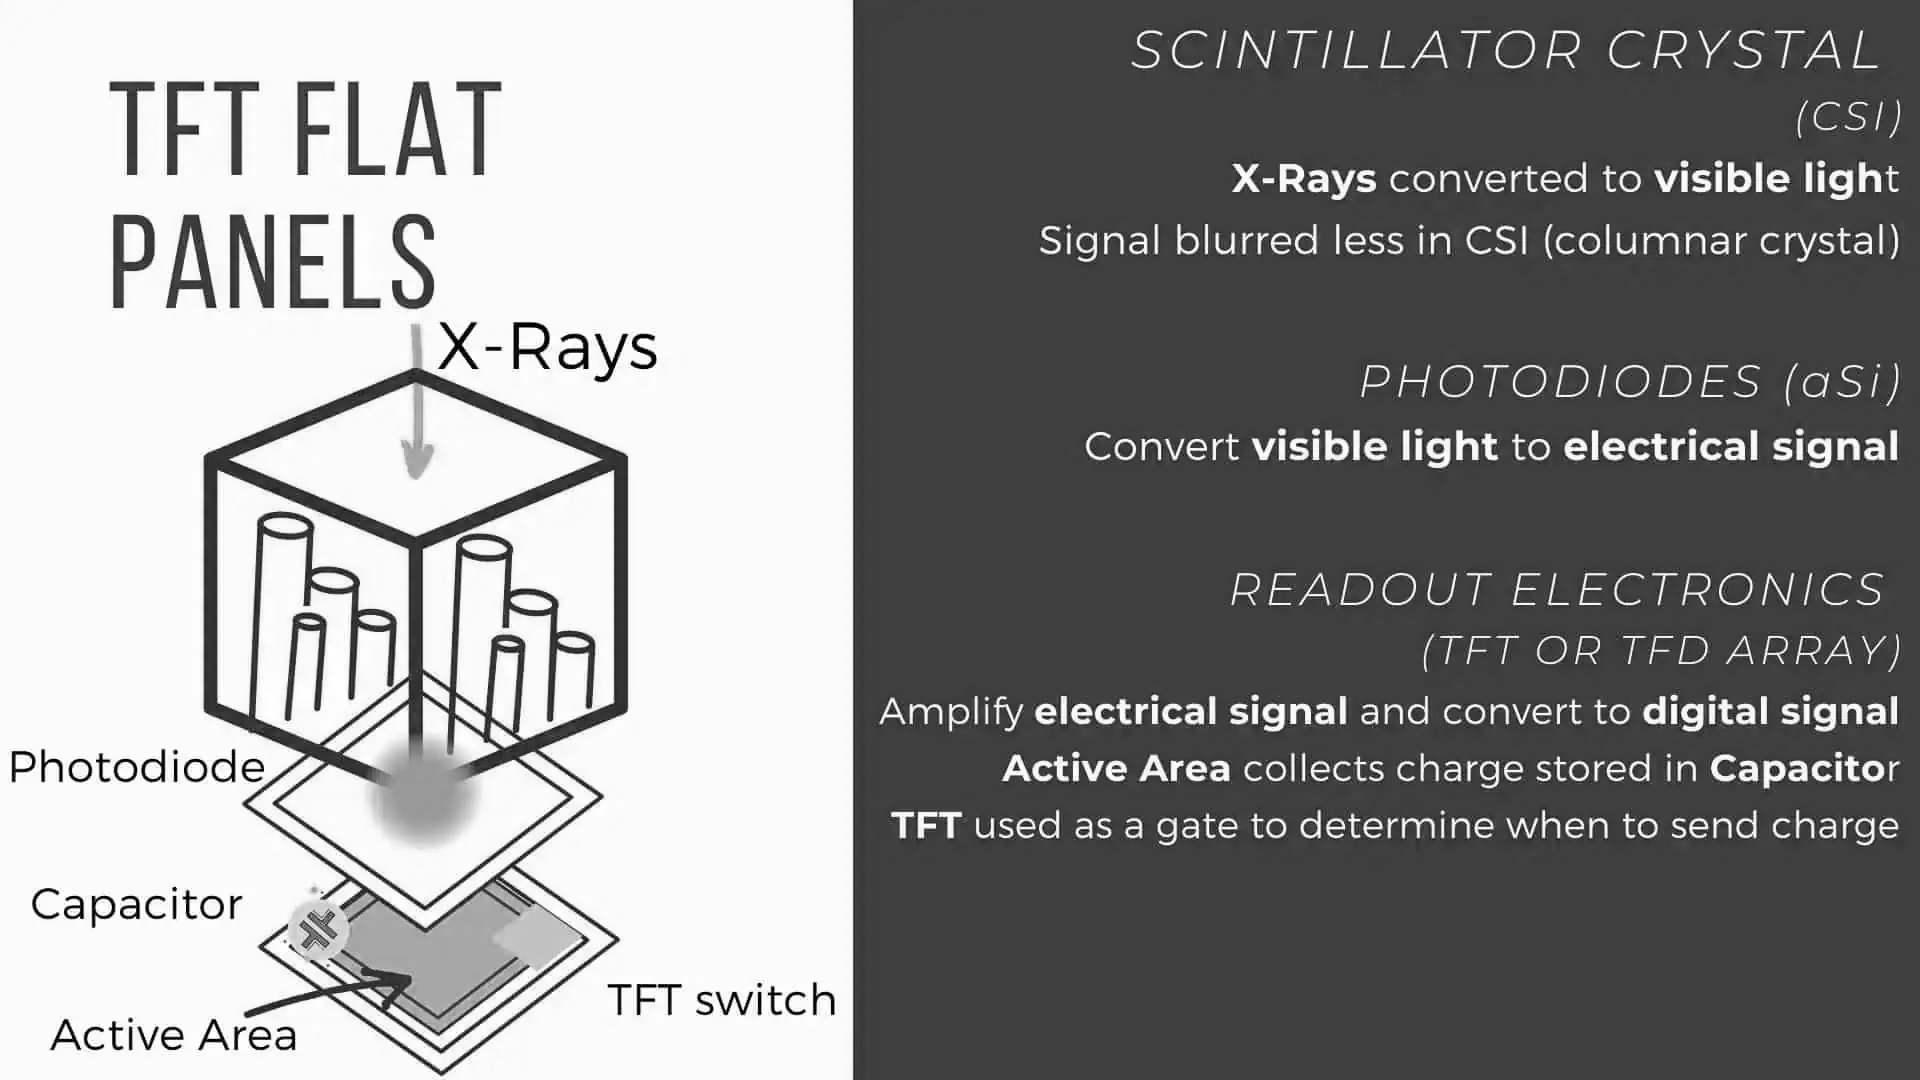 TFT FLAT
PANELS
X-Rays
Photodiode
Capacitor
Active Area
TFT switch
SCINTILLATOR CRYSTAL
(CSI)
X-Rays converted to visible light
Signal blurred less in CSI (columnar crystal)
PHOTODIODES (aSi)
Convert visible light to electrical signal
READOUT ELECTRONICS
(TFT OR TFD ARRAY)
Amplify electrical signal and convert to digital signal
Active Area collects charge stored in Capacitor
TFT used as a gate to determine when to send charge